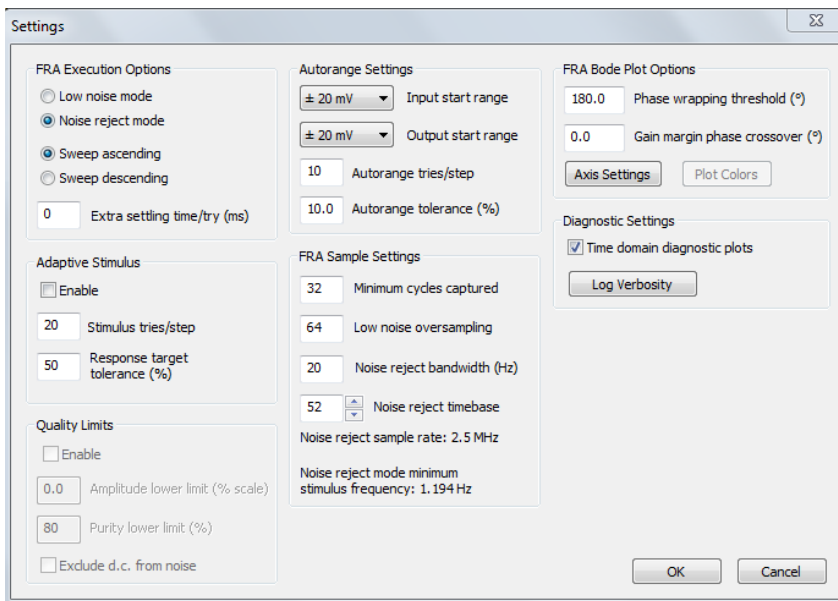 Settings
FRA Execution Options
Low noise mode
Noise reject mode
Sweep ascending
Sweep descending
0 Extra settling time/try (ms)
Adaptive Stimulus
Enable
20 Stimulus tries/step
50 Response target
tolerance (%)
Quality Limits
Enable
0.0 Amplitude lower limit (% scale)
80 Purity lower limit (%)
Exclude d.c. from noise
Autorange Settings
± 20 mV Input start range
± 20 mV Output start range
10 Autorange tries/step
10.0 Autorange tolerance (%)
FRA Sample Settings
32 Minimum cycles captured
64 Low noise oversampling
20 Noise reject bandwidth (Hz)
52 Noise reject timebase
Noise reject sample rate: 2.5 MHz
Noise reject mode minimum
stimulus frequency: 1.194 Hz
FRA Bode Plot Options
180.0 Phase wrapping threshold (°)
0.0 Gain margin phase crossover (°)
Axis Settings Plot Colors
Diagnostic Settings
Time domain diagnostic plots
Log Verbosity
OK Cancel